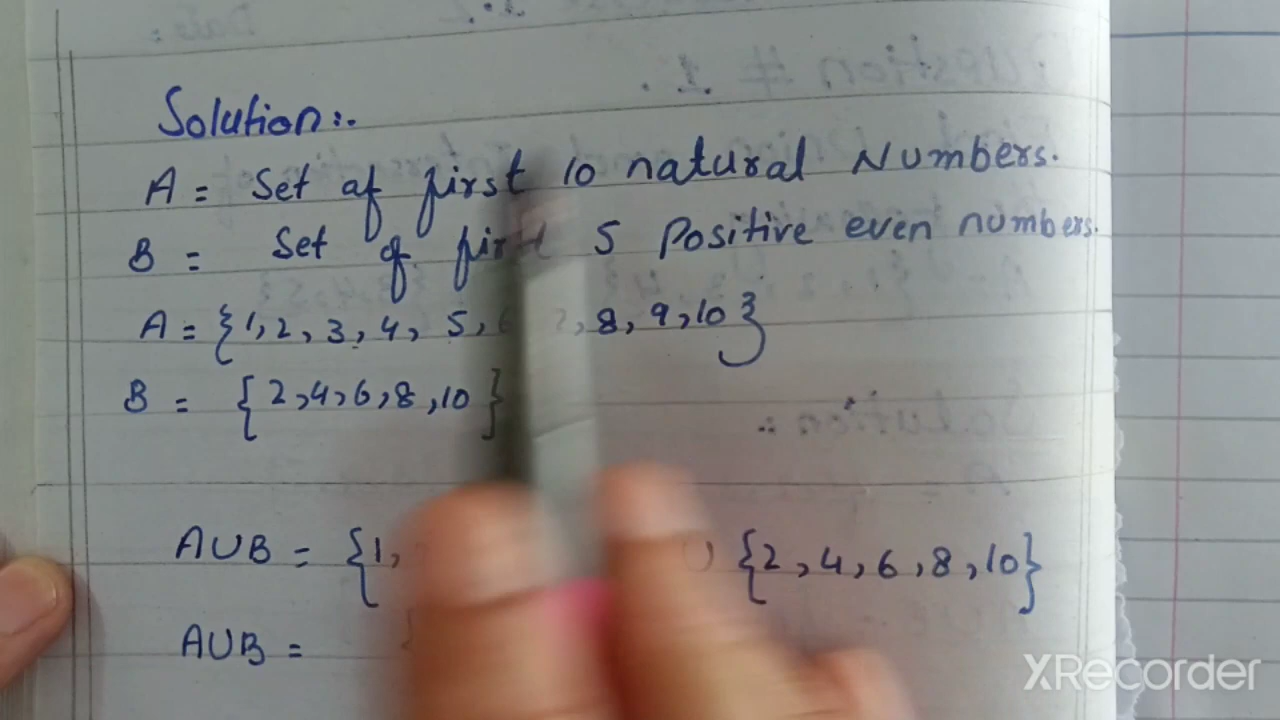 Solution:-
A = Set of first 10 natural Numbers.
B = Set of first 5 Positive even numbers.
A = {1, 2, 3, 4, 5, 8, 9, 10}
B = {2, 4, 6, 8, 10}
AUB = {1, U {2, 4, 6, 8, 10}
AUB = {
XRecorder